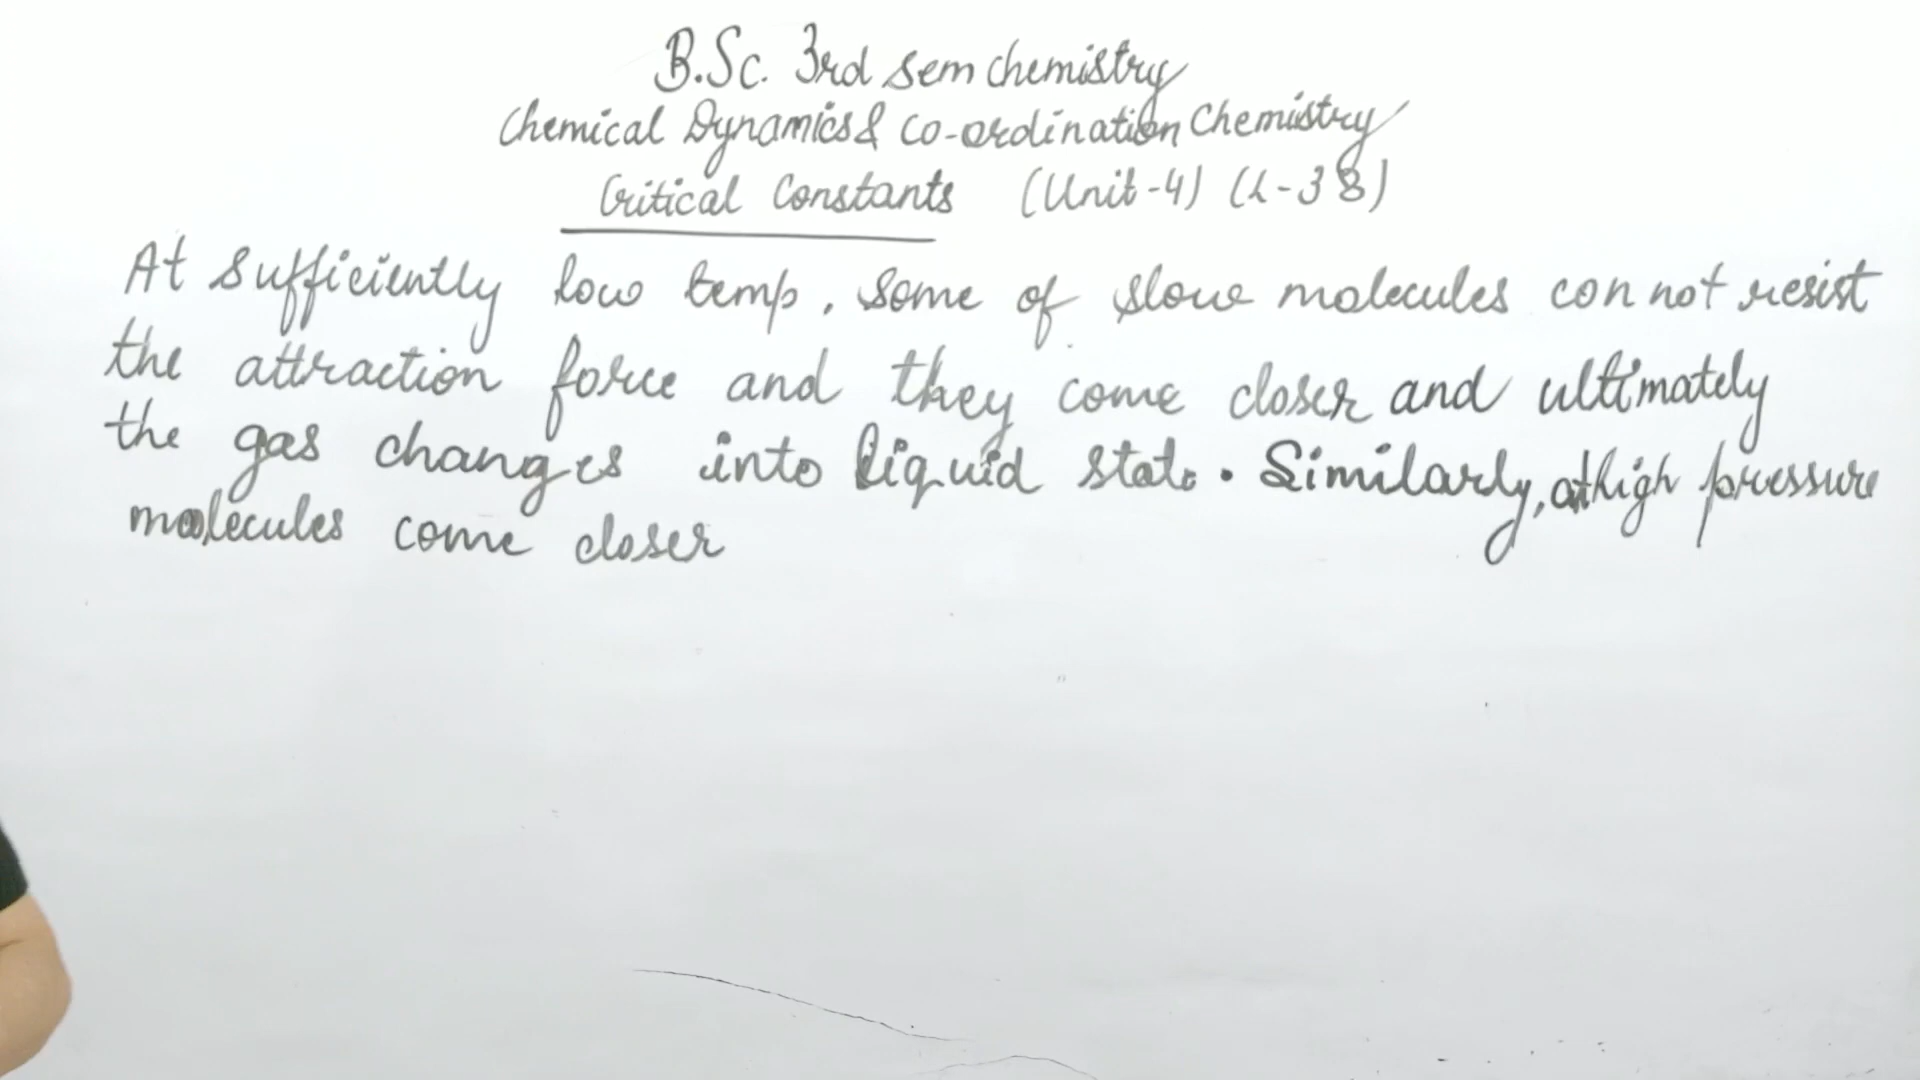 B.Sc. 3rd sem chemistry
Chemical Dynamics & Co-ordination Chemistry
Critical Constants (Unit-4) (L-38)
At sufficiently low temp, some of slow molecules con not resist
the attraction force and they come closer and ultimately
the gas changes into liquid state. Similarly, at high pressure
molecules come closer